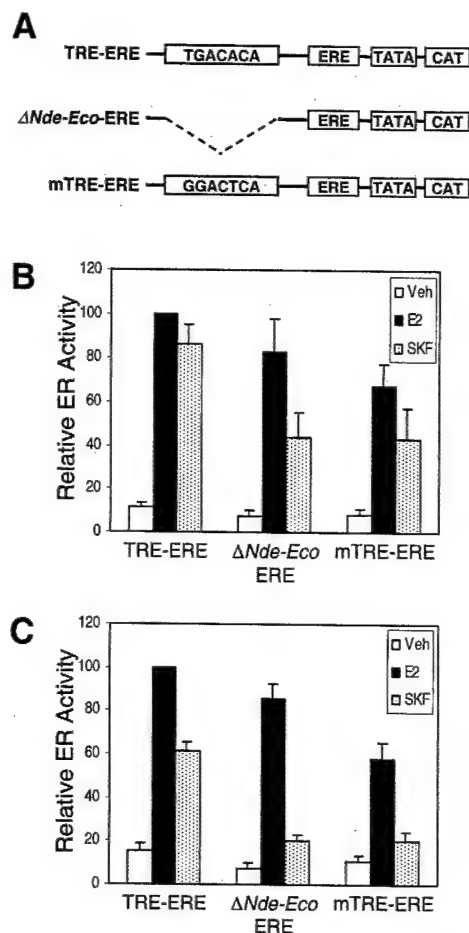 A
TRE-ERE TGACACA ERE TATA CAT
ΔNde-Eco-ERE ERE TATA CAT
mTRE-ERE GGACTCA ERE TATA CAT
B
Relative ER Activity
120
100
80
60
40
20
0
Veh
E2
SKF
TRE-ERE ΔNde-Eco mTRE-ERE
ERE
C
Relative ER Activity
120
100
80
60
40
20
0
Veh
E2
SKF
TRE-ERE ΔNde-Eco mTRE-ERE
ERE